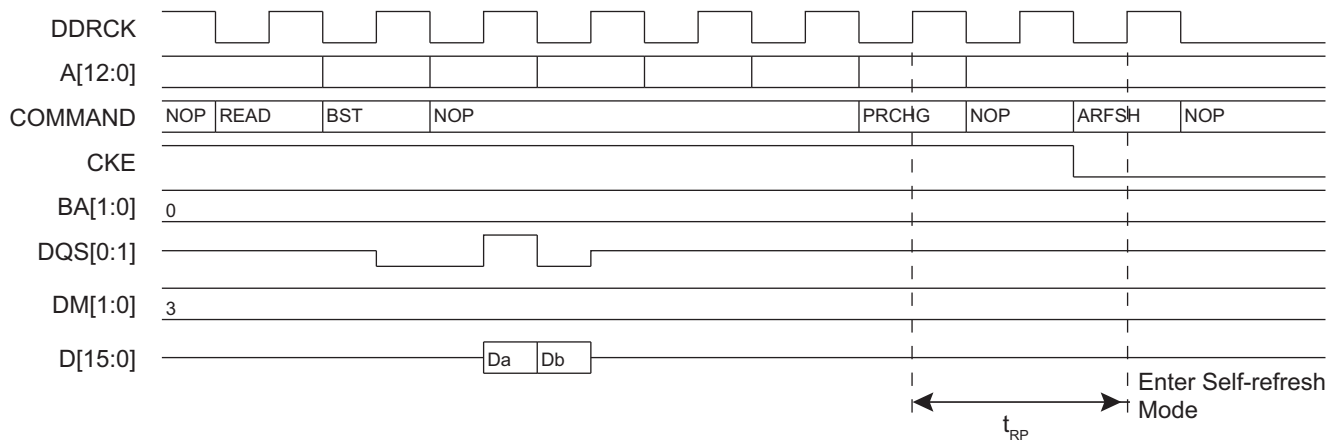 DDRCK
A[12:0]
COMMAND NOP READ BST NOP PRCHG NOP ARFSH NOP
CKE
BA[1:0] 0
DQS[0:1]
DM[1:0] 3
D[15:0] Da Db
Enter Self-refresh
Mode
tRP